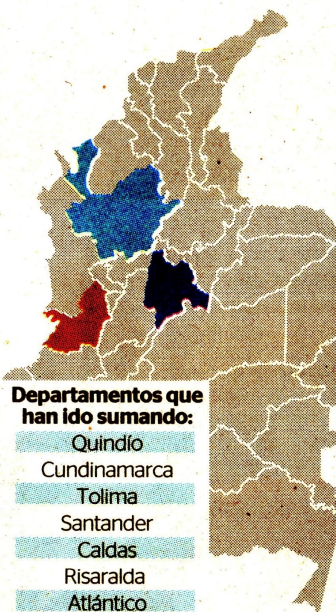 Departamentos que
han ido sumando:
Quindío
Cundinamarca
Tolima
Santander
Caldas
Risaralda
Atlántico